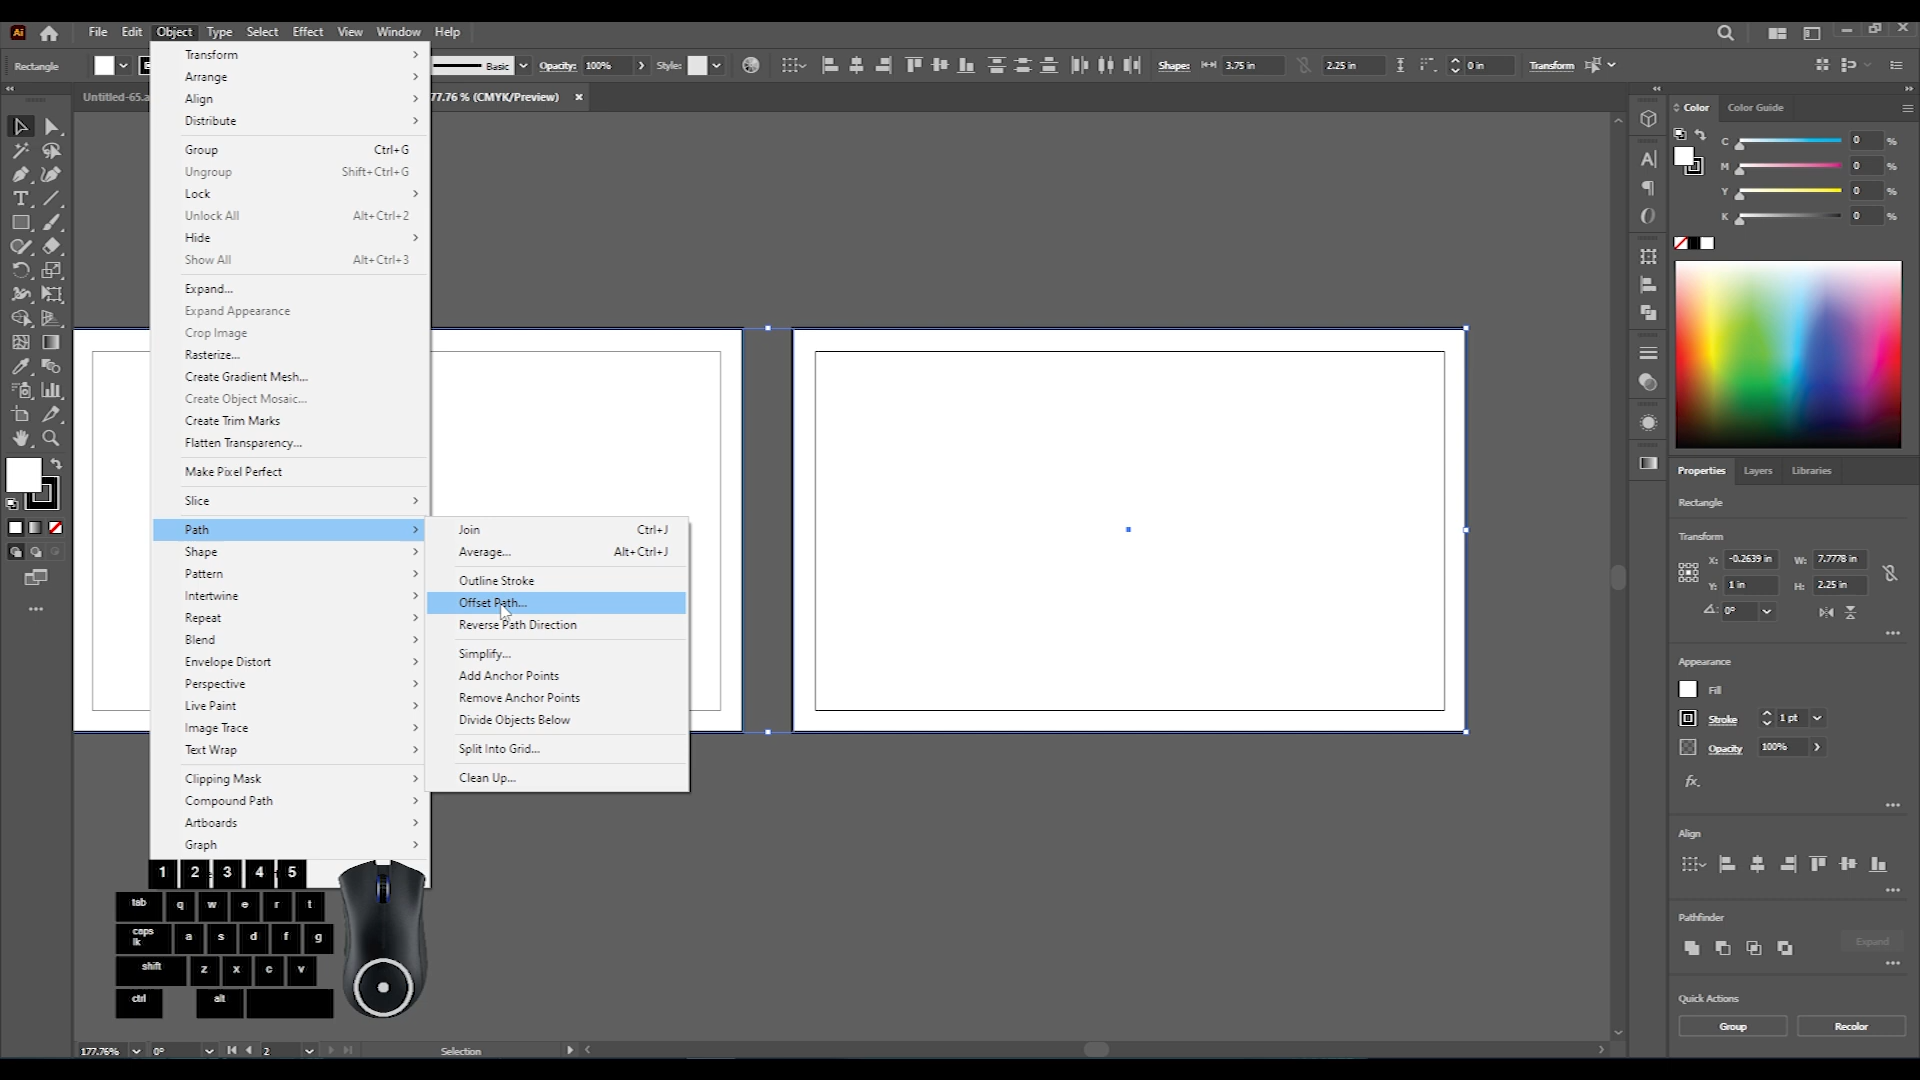 Ai File Edit Object Type Select Effect View Window Help
Rectangle Basic Opacity: 100% Style: Shape: 3.75 in 2.25 in 0 in Transform
Untitled-65.a 77.76 % (CMYK/Preview) ×
Transform
Arrange
Align
Distribute
Group Ctrl+G
Ungroup Shift+Ctrl+G
Lock
Unlock All Alt+Ctrl+2
Hide
Show All Alt+Ctrl+3
Expand...
Expand Appearance
Crop Image
Rasterize...
Create Gradient Mesh...
Create Object Mosaic...
Create Trim Marks
Flatten Transparency...
Make Pixel Perfect
Slice
Path
Shape
Pattern
Intertwine
Repeat
Blend
Envelope Distort
Perspective
Live Paint
Image Trace
Text Wrap
Clipping Mask
Compound Path
Artboards
Graph
Join Ctrl+J
Average... Alt+Ctrl+J
Outline Stroke
Offset Path...
Reverse Path Direction
Simplify...
Add Anchor Points
Remove Anchor Points
Divide Objects Below
Split Into Grid...
Clean Up...
1 2 3 4 5
tab q w e r t
caps lk a s d f g
shift z x c v
ctrl alt
177.76% 0° 2 Selection
Color Color Guide
C 0 %
M 0 %
Y 0 %
K 0 %
Properties Layers Libraries
Rectangle
Transform
X: -0.2639 in W: 7.7778 in
Y: 1 in H: 2.25 in
0°
Appearance
Fill
Stroke 1 pt
Opacity 100%
fx.
Align
Pathfinder
Expand
Quick Actions
Group Recolor